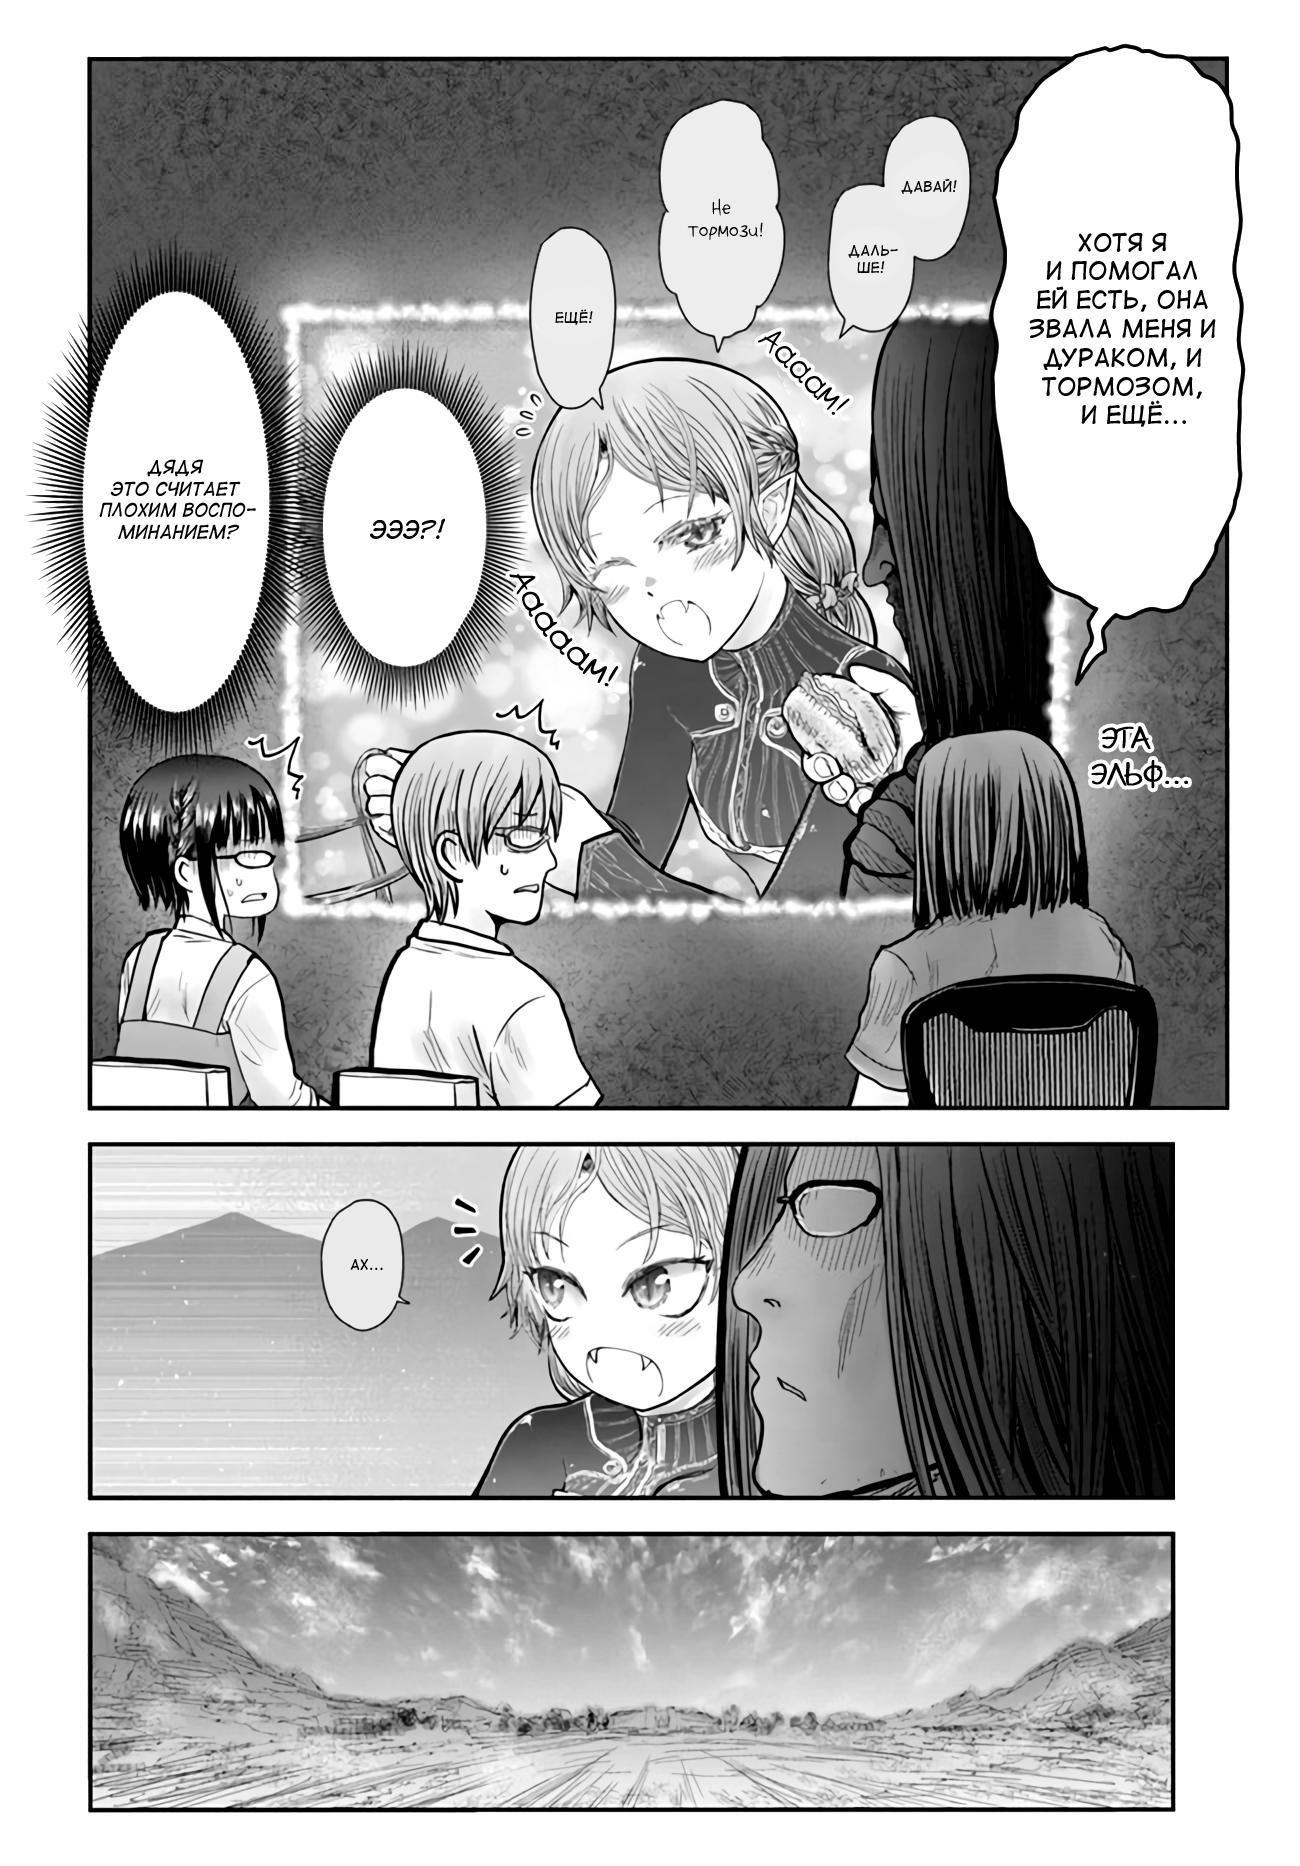 ХОТЯ Я
И ПОМОГАЛ
ЕЙ ЕСТЬ, ОНА
ЗВАЛА МЕНЯ И
ДУРАКОМ, И
ТОРМОЗОМ,
И ЕЩЁ...
ДАВАЙ!
ДАЛЬ-
ШЕ!
Не
тормози!
ЕЩЁ!
Аааам!
Ааааам!
ЭТА
ЭЛЬФ...
ЭЭЭ?!
ДЯДЯ
ЭТО СЧИТАЕТ
ПЛОХИМ ВОСПО-
МИНАНИЕМ?
АХ...